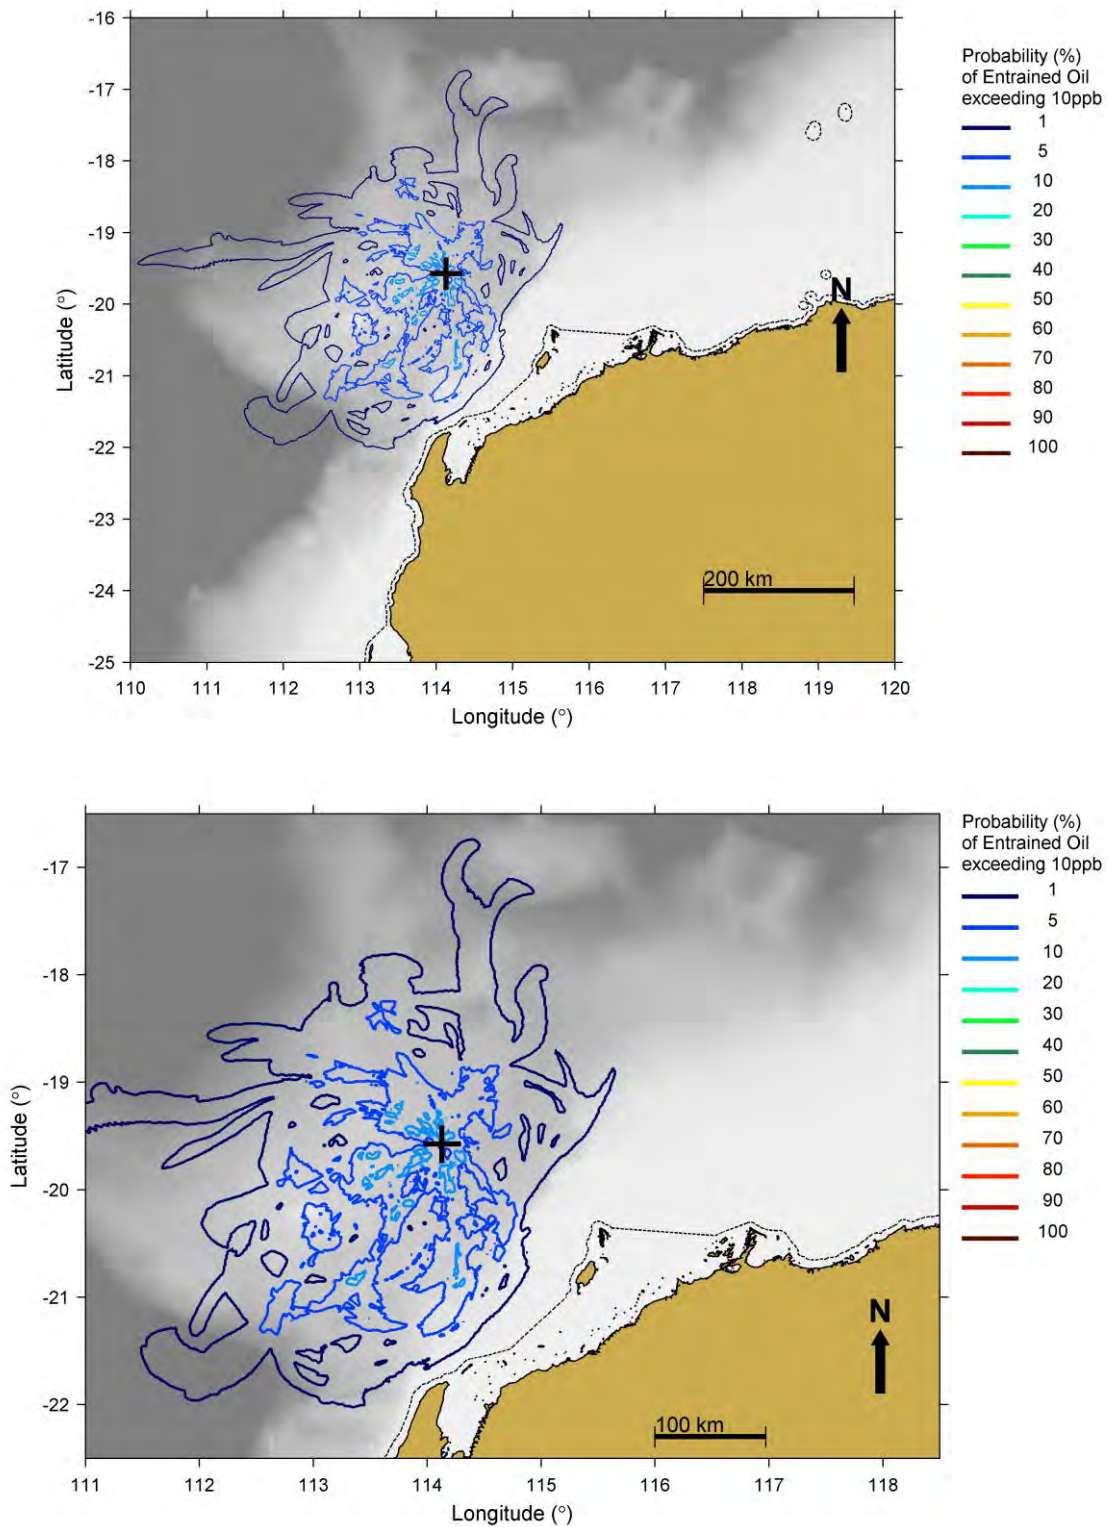 -16
-17
-18
-19
-20
-21
-22
-23
-24
-25
Latitude (°)
110 111 112 113 114 115 116 117 118 119 120
Longitude (°)
N
200 km
Probability (%)
of Entrained Oil
exceeding 10ppb
1
5
10
20
30
40
50
60
70
80
90
100
-17
-18
-19
-20
-21
-22
Latitude (°)
111 112 113 114 115 116 117 118
Longitude (°)
N
100 km
Probability (%)
of Entrained Oil
exceeding 10ppb
1
5
10
20
30
40
50
60
70
80
90
100